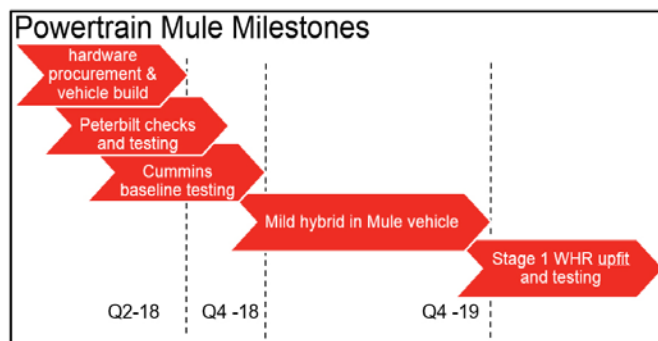 Powertrain Mule Milestones
hardware
procurement &
vehicle build
Peterbilt checks
and testing
Cummins
baseline testing
Mild hybrid in Mule vehicle
Stage 1 WHR upfit
and testing
Q2-18
Q4 -18
Q4 -19